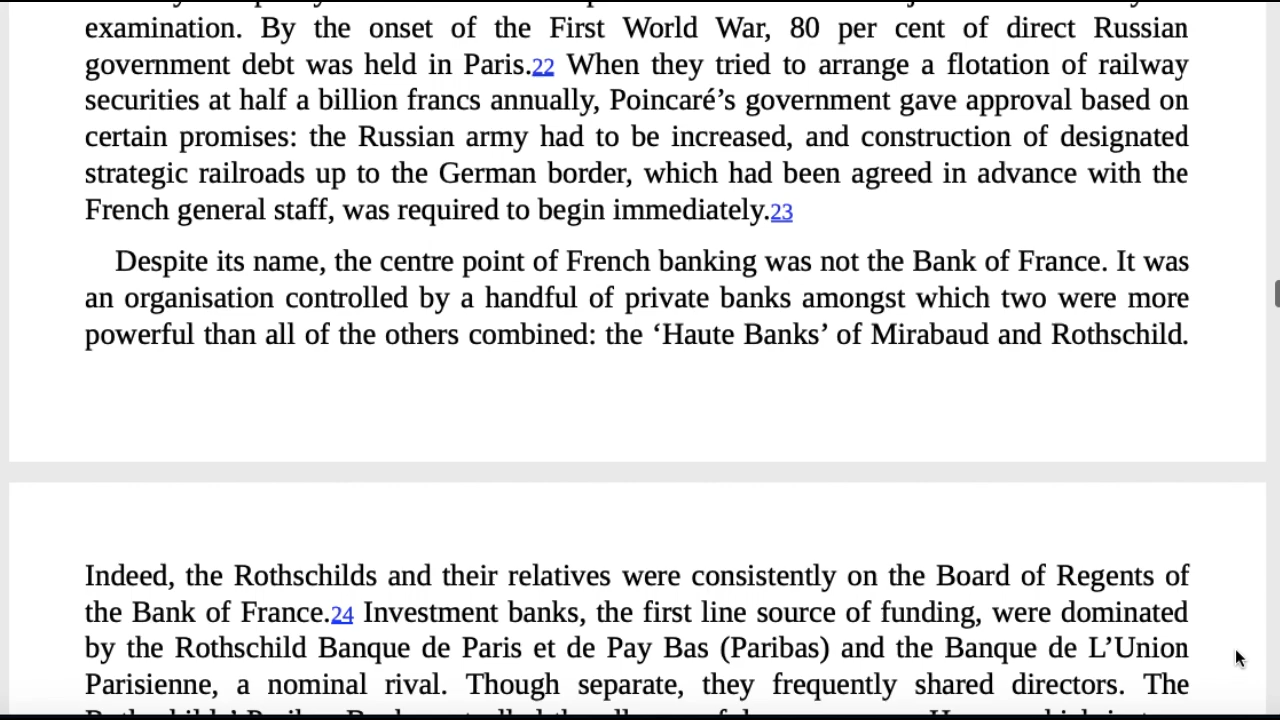 examination. By the onset of the First World War, 80 per cent of direct Russian
government debt was held in Paris.22 When they tried to arrange a flotation of railway
securities at half a billion francs annually, Poincaré’s government gave approval based on
certain promises: the Russian army had to be increased, and construction of designated
strategic railroads up to the German border, which had been agreed in advance with the
French general staff, was required to begin immediately.23
Despite its name, the centre point of French banking was not the Bank of France. It was
an organisation controlled by a handful of private banks amongst which two were more
powerful than all of the others combined: the ‘Haute Banks’ of Mirabaud and Rothschild.
Indeed, the Rothschilds and their relatives were consistently on the Board of Regents of
the Bank of France.24 Investment banks, the first line source of funding, were dominated
by the Rothschild Banque de Paris et de Pay Bas (Paribas) and the Banque de L’Union
Parisienne, a nominal rival. Though separate, they frequently shared directors. The